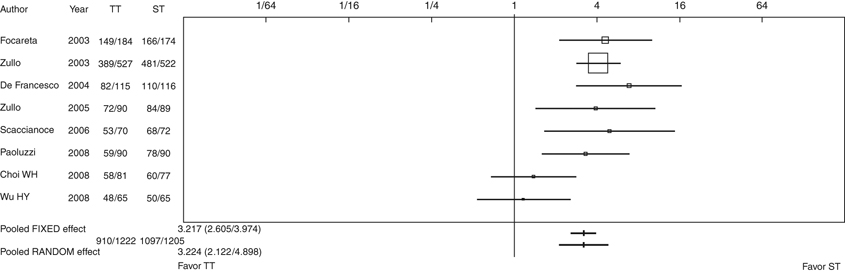 Author Year TT ST 1/64 1/16 1/4 1 4 16 64
Focareta 2003 149/184 166/174
Zullo 2003 389/527 481/522
De Francesco 2004 82/115 110/116
Zullo 2005 72/90 84/89
Scaccianoce 2006 53/70 68/72
Paoluzzi 2008 59/90 78/90
Choi WH 2008 58/81 60/77
Wu HY 2008 48/65 50/65
Pooled FIXED effect 3.217 (2.605/3.974)
910/1222 1097/1205
Pooled RANDOM effect 3.224 (2.122/4.898)
Favor TT Favor ST